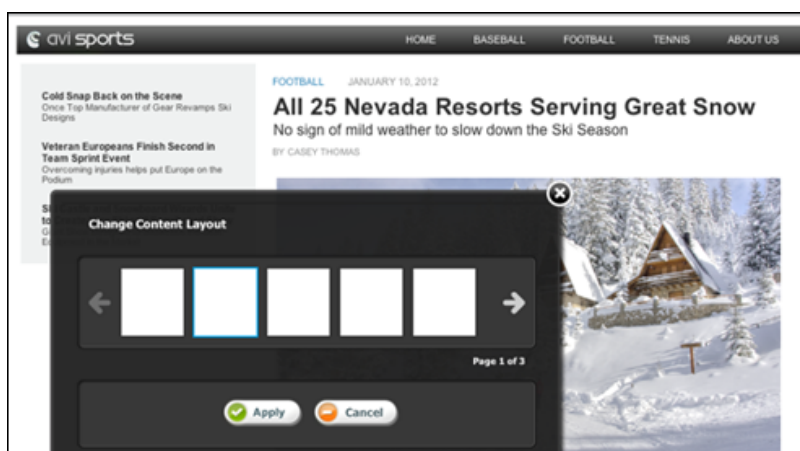 avi sports
HOME BASEBALL FOOTBALL TENNIS ABOUT US
Cold Snap Back on the Scene
Once Top Manufacturer of Gear Revamps Ski
Designs
Veteran Europeans Finish Second in
Team Sprint Event
Overcoming injuries helps put Europe on the
Podium
FOOTBALL JANUARY 10, 2012
All 25 Nevada Resorts Serving Great Snow
No sign of mild weather to slow down the Ski Season
BY CASEY THOMAS
Change Content Layout
Page 1 of 3
Apply Cancel